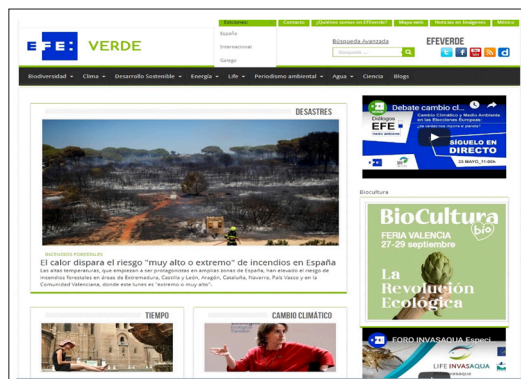 Ediciones:
Contacto
¿Quiénes somos en EFEverde?
Mapa web
Noticias en Imágenes
España
Internacional
Galego
EFE: VERDE
Búsqueda Avanzada
EFEVERDE
Biodiversidad
Clima
Desarrollo Sostenible
Energía
Life
Periodismo ambiental
Agua
Ciencia
Blogs
DESASTRES
INCENDIOS FORESTALES
El calor dispara el riesgo "muy alto o extremo" de incendios en España
Las altas temperaturas, que empiezan a ser protagonistas en amplias zonas de España, han elevado el riesgo de
incendios forestales en áreas de Extremadura, Castilla y León, Aragón, Cataluña, Navarra, País Vasco y en la
Comunidad Valenciana, donde este lunes es "extremo o muy alto".
TIEMPO
CAMBIO CLIMÁTICO
Debate cambio cl...
Diálogos
EFE
Cambio Climático y Medio Ambiente
en las Elecciones Europeas:
SÍGUELO EN
DIRECTO
23 MAYO_11:00h
Biocultura
BioCultura
bio
FERIA VALENCIA
27-29 septiembre
La
Revolución
Ecológica
FORO INVASAQUA Especi
LIFE INVASAQUA